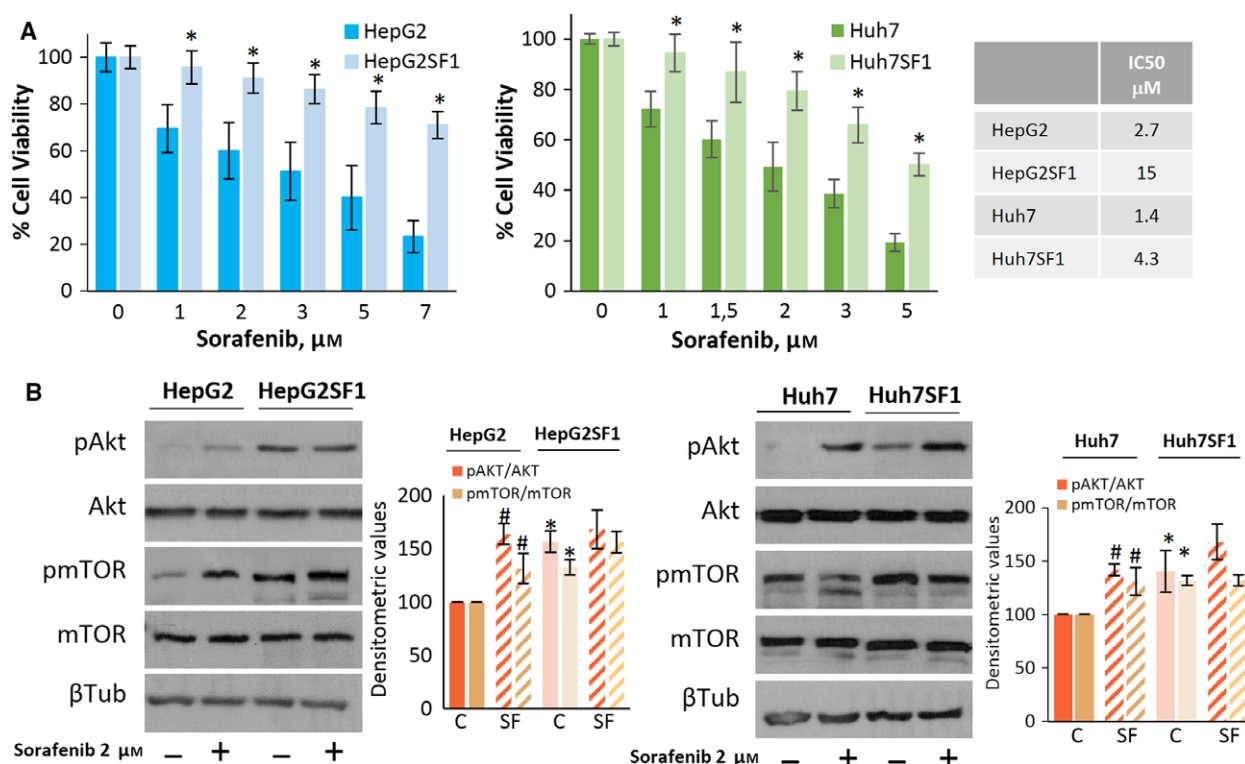 A
% Cell Viability
100
80
60
40
20
0
HepG2
HepG2SF1
* * * * *
0 1 2 3 5 7
Sorafenib, µM
% Cell Viability
100
80
60
40
20
0
Huh7
Huh7SF1
* * * * *
0 1 1,5 2 3 5
Sorafenib, µM
IC50
µM
HepG2 2.7
HepG2SF1 15
Huh7 1.4
Huh7SF1 4.3
B
HepG2 HepG2SF1
pAkt
Akt
pmTOR
mTOR
βTub
Sorafenib 2 µM − + − +
HepG2 HepG2SF1
pAKT/AKT
pmTOR/mTOR
Densitometric values
200
150
100
50
0
# # * *
C SF C SF
Huh7 Huh7SF1
pAkt
Akt
pmTOR
mTOR
βTub
Sorafenib 2 µM − + − +
Huh7 Huh7SF1
pAKT/AKT
pmTOR/mTOR
Densitometric values
200
150
100
50
0
# # * *
C SF C SF